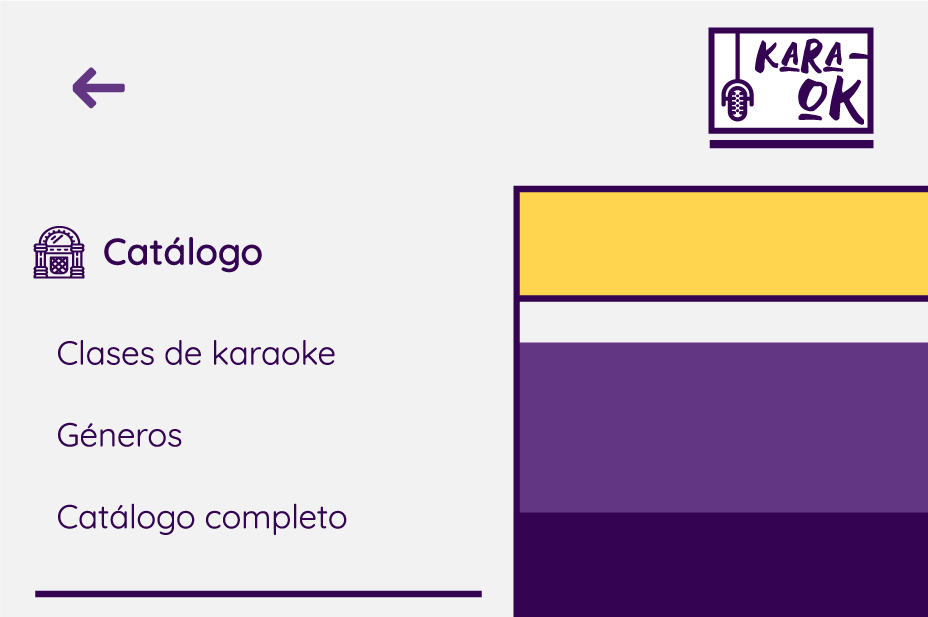 KARA-
OK
Catálogo
Clases de karaoke
Géneros
Catálogo completo